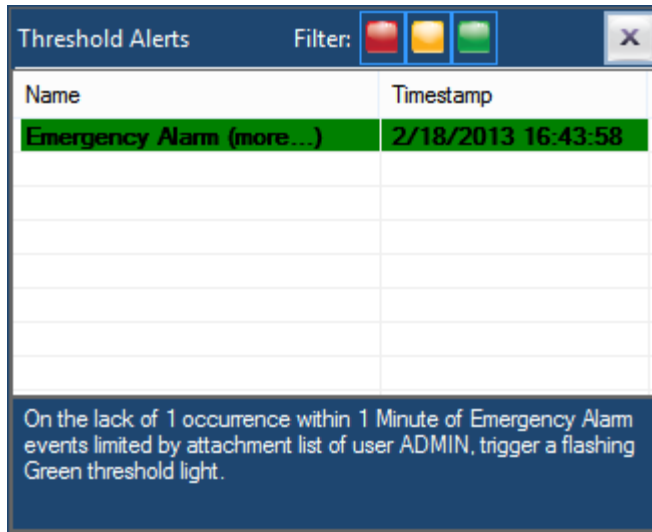 Threshold Alerts Filter: X
Name Timestamp
Emergency Alarm (more...) 2/18/2013 16:43:58
On the lack of 1 occurrence within 1 Minute of Emergency Alarm
events limited by attachment list of user ADMIN, trigger a flashing
Green threshold light.